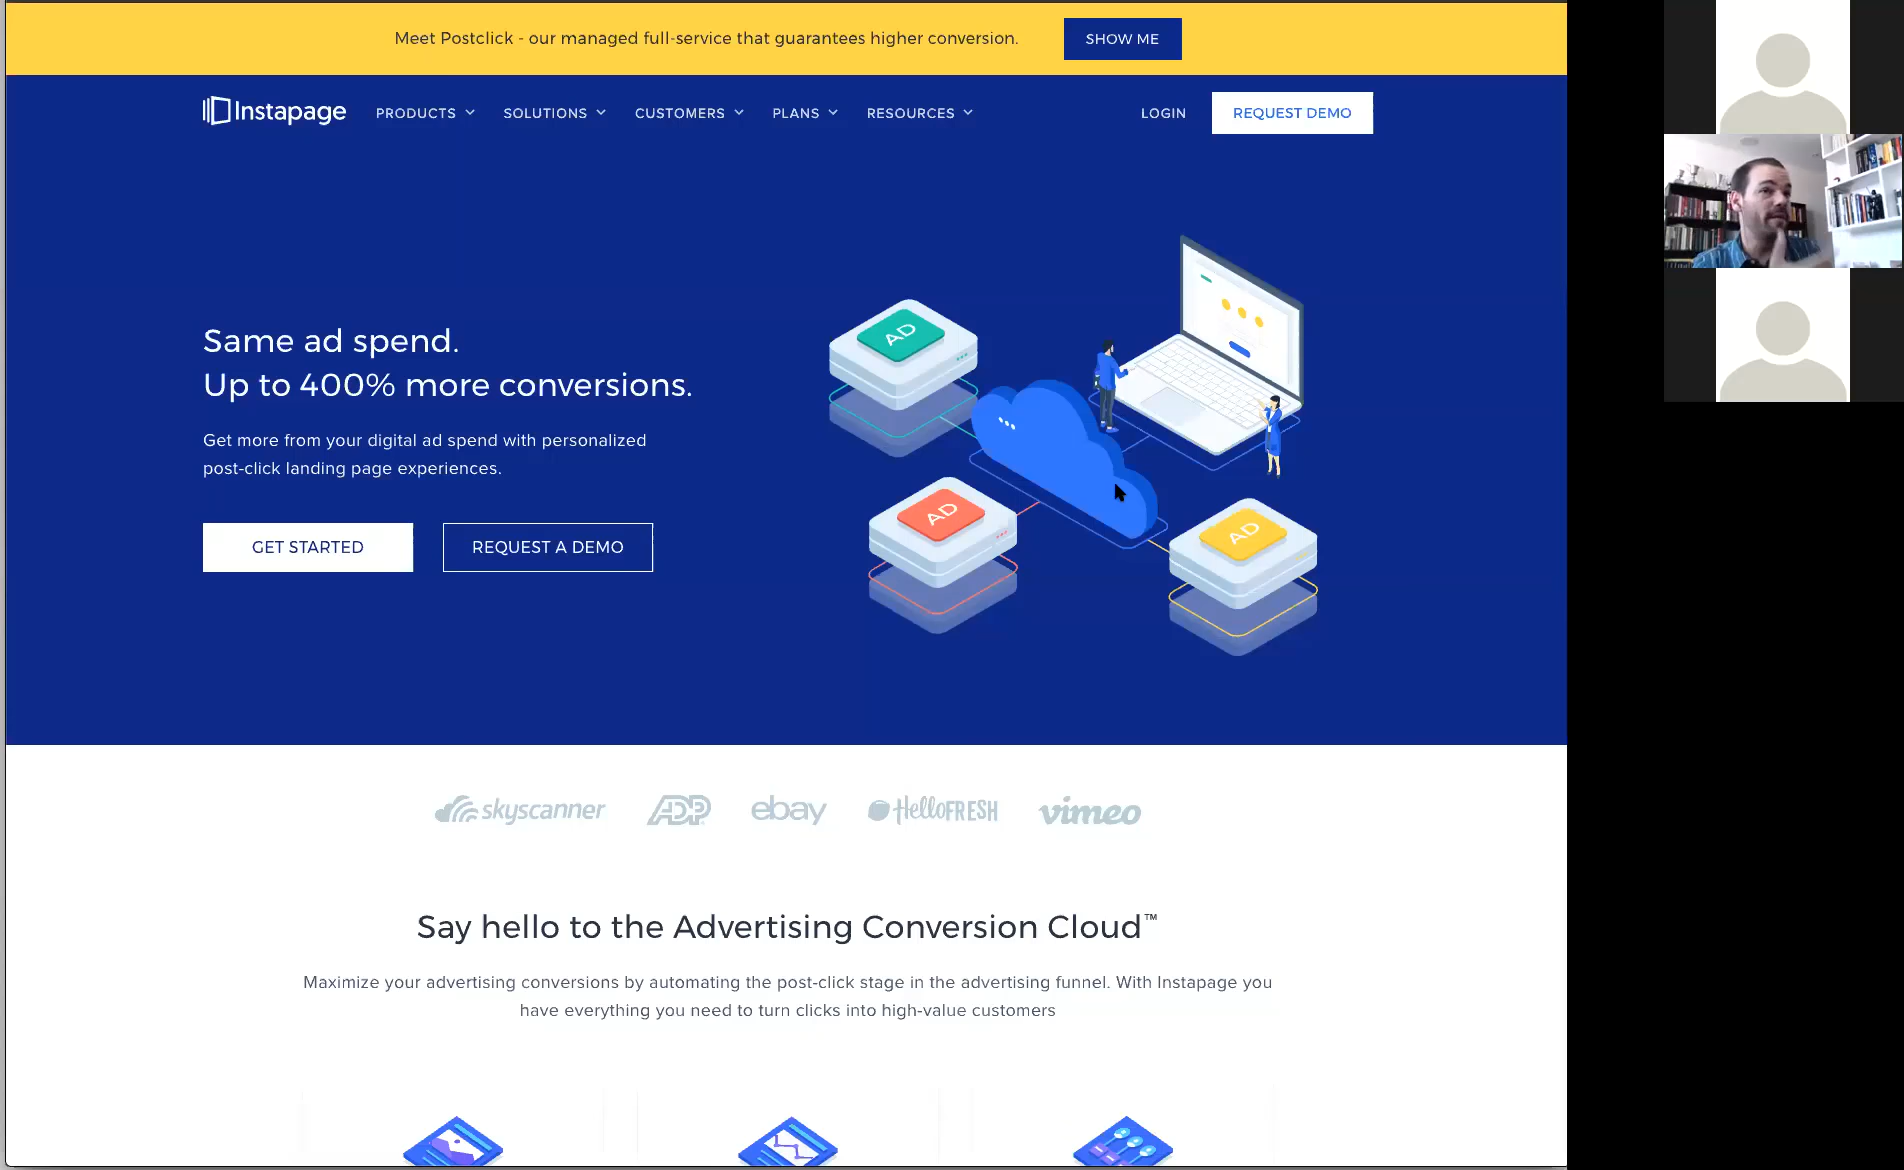 Meet Postclick - our managed full-service that guarantees higher conversion.
SHOW ME
Instapage
PRODUCTS
SOLUTIONS
CUSTOMERS
PLANS
RESOURCES
LOGIN
REQUEST DEMO
Same ad spend.
Up to 400% more conversions.
Get more from your digital ad spend with personalized
post-click landing page experiences.
GET STARTED
REQUEST A DEMO
AD
AD
AD
skyscanner
ADP
ebay
HelloFRESH
vimeo
Say hello to the Advertising Conversion Cloud™
Maximize your advertising conversions by automating the post-click stage in the advertising funnel. With Instapage you
have everything you need to turn clicks into high-value customers